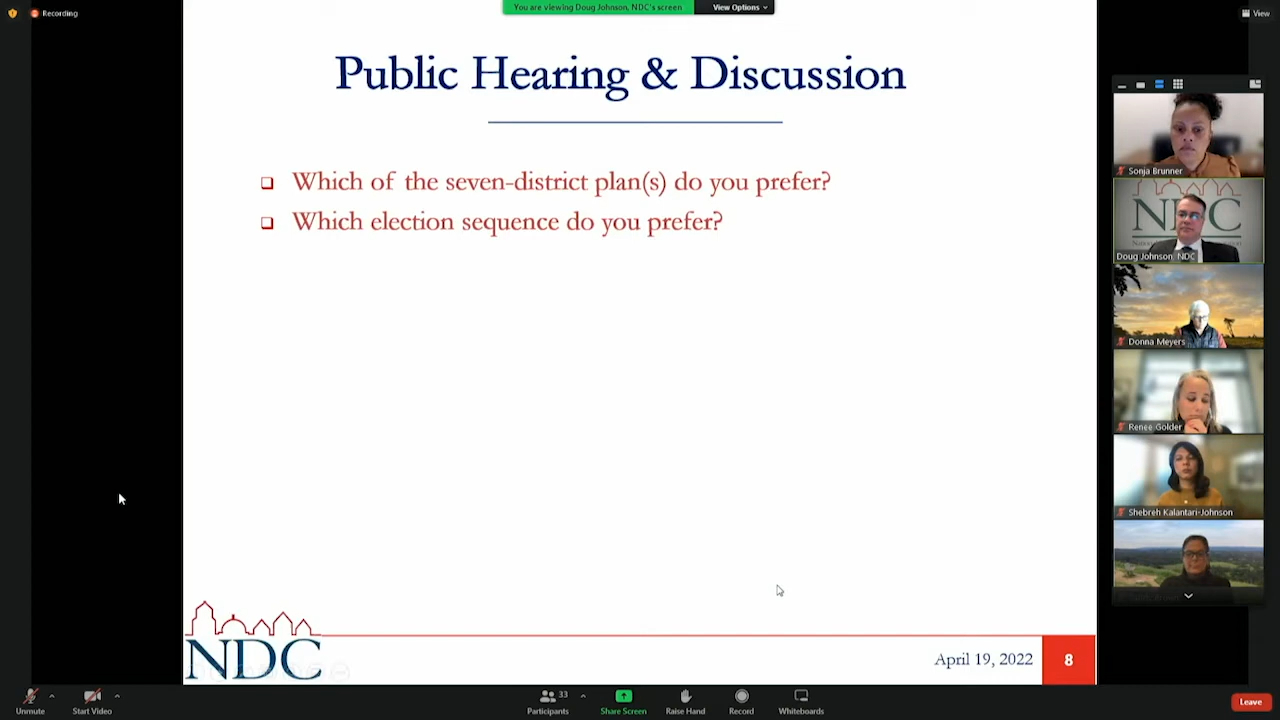 Recording
You are viewing Doug Johnson, NDC's screen
View Options
View
Public Hearing & Discussion
Which of the seven-district plan(s) do you prefer?
Which election sequence do you prefer?
NDC
April 19, 2022
8
Sonja Brunner
NDC
Doug Johnson, NDC
Donna Meyers
Renee Golder
Shebreh Kalantari-Johnson
Unmute
Start Video
33
Participants
Share Screen
Raise Hand
Record
Whiteboards
Leave